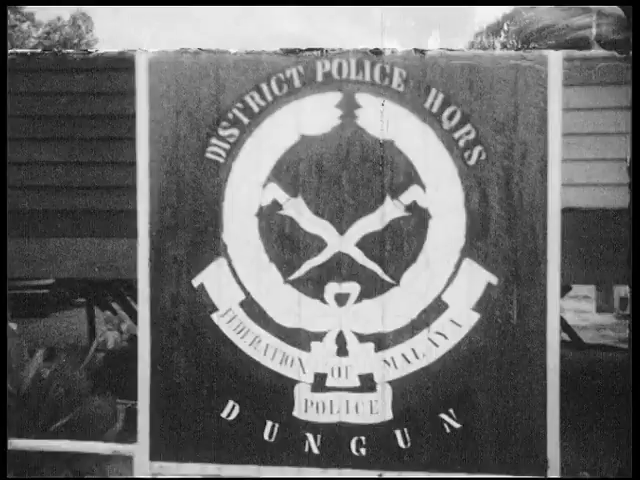 DISTRICT POLICE HQRS
FEDERATION OF MALAYA
POLICE
DUNGUN